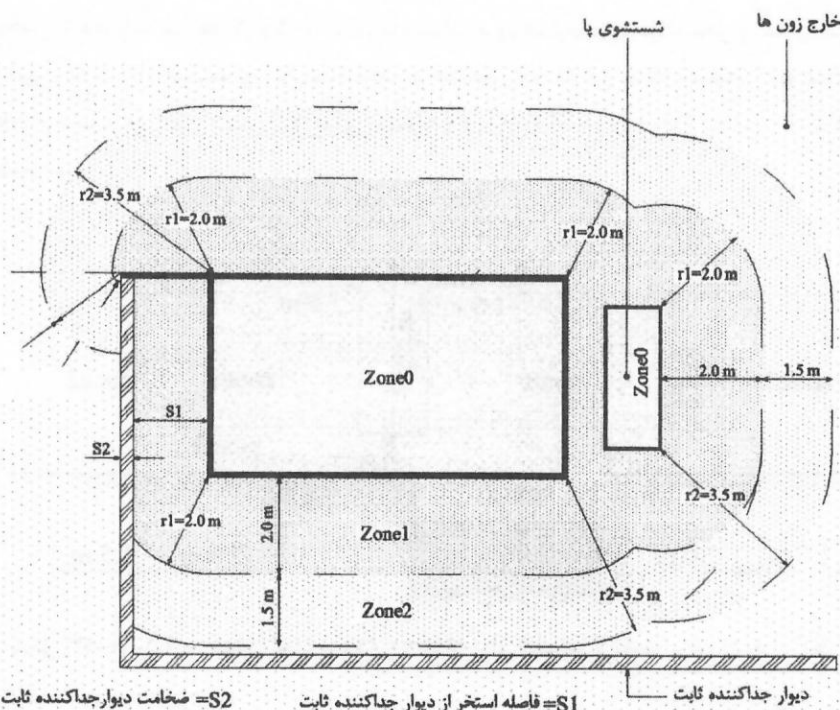 خارج زون ها
شستشوی پا
r2=3.5 m
r1=2.0 m
r1=2.0 m
r1=2.0 m
Zone0
Zone0
2.0 m
1.5 m
S1
S2
r1=2.0 m
2.0 m
r2=3.5 m
Zone1
1.5 m
Zone2
r2=3.5 m
دیوار جداکننده ثابت
S1= فاصله استخر از دیوار جداکننده ثابت
S2= ضخامت دیوارجداکننده ثابت